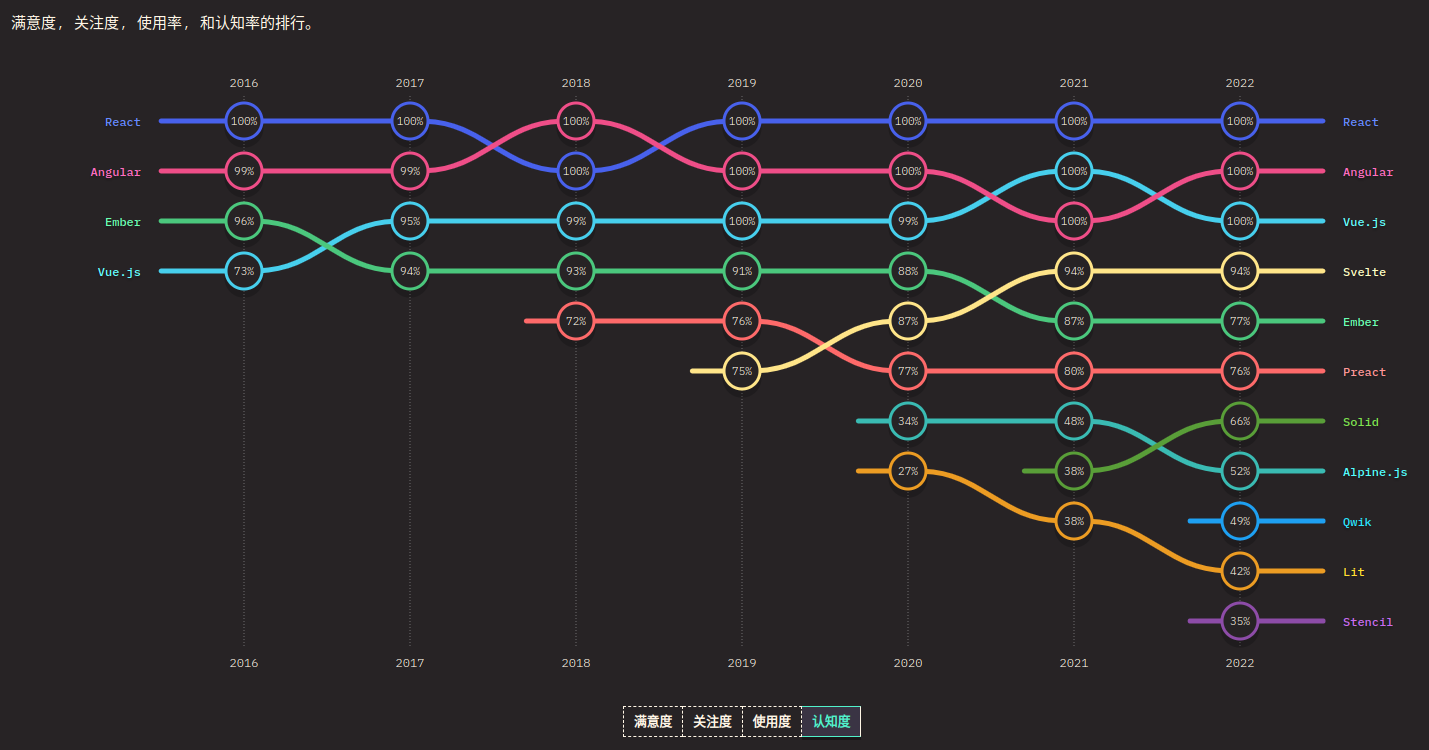 满意度，关注度，使用率，和认知率的排行。
2016 2017 2018 2019 2020 2021 2022
React 100% 100% 100% 100% 100% 100% 100% React
Angular 99% 99% 100% 100% 100% 100% 100% Angular
Ember 96% 95% 99% 100% 99% 100% 100% Vue.js
Vue.js 73% 94% 93% 91% 88% 94% 94% Svelte
72% 76% 87% 87% 77% Ember
75% 77% 80% 76% Preact
34% 48% 66% Solid
27% 38% 52% Alpine.js
38% 49% Qwik
42% Lit
35% Stencil
2016 2017 2018 2019 2020 2021 2022
满意度 关注度 使用度 认知度